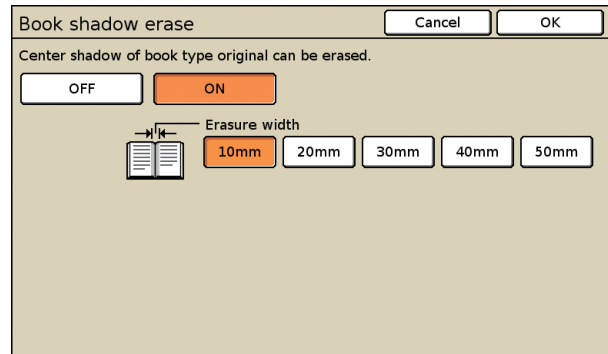 Book shadow erase Cancel OK
Center shadow of book type original can be erased.
OFF ON
Erasure width
10mm 20mm 30mm 40mm 50mm